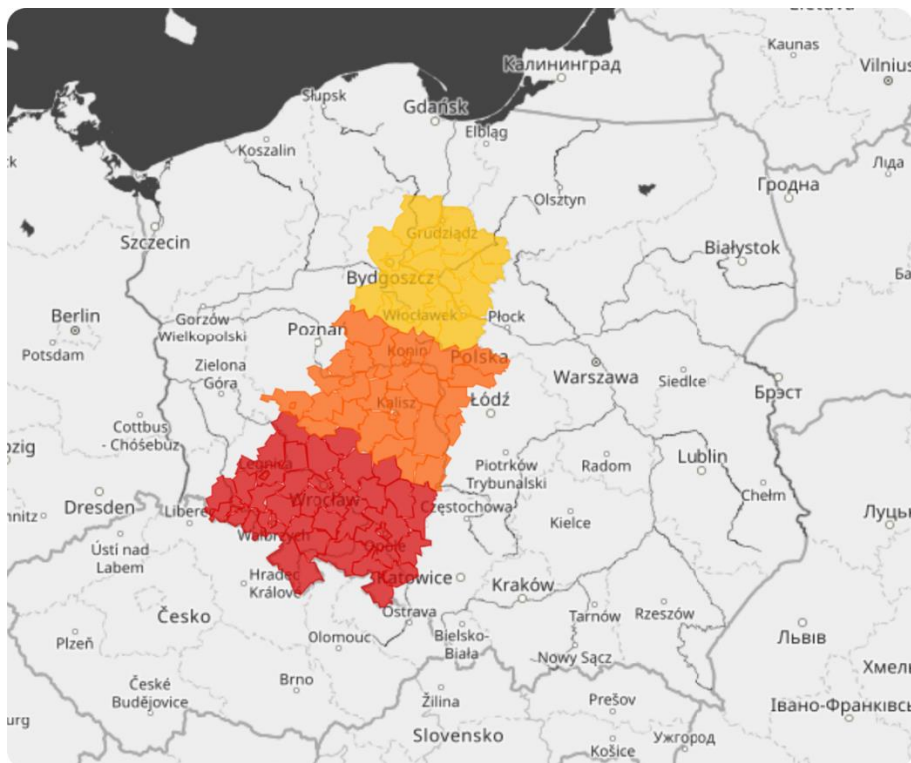 Kaunas
Калининград
Vilnius
Słupsk
Gdańsk
Elbląg
Koszalin
Ліда
Гродна
Olsztyn
Szczecin
Grudziądz
Białystok
Bydgoszcz
Berlin
Włocławek
Płock
Gorzów
Wielkopolski
Poznań
Potsdam
Konin
Polska
Zielona
Góra
Warszawa
Siedlce
Брэст
Kalisz
Łódź
Cottbus
- Chóśebuz
Legnica
Piotrków
Trybunalski
Radom
Lublin
Wrocław
Chełm
Dresden
Częstochowa
Kielce
Ústí nad
Labem
Wałbrzych
Opole
Hradec
Králové
Katowice
Kraków
Česko
Ostrava
Tarnów
Rzeszów
Plzeň
Olomouc
Bielsko-
Biała
Львів
Nowy Sącz
Brno
České
Budějovice
Žilina
Prešov
Slovensko
Košice
Ужгород